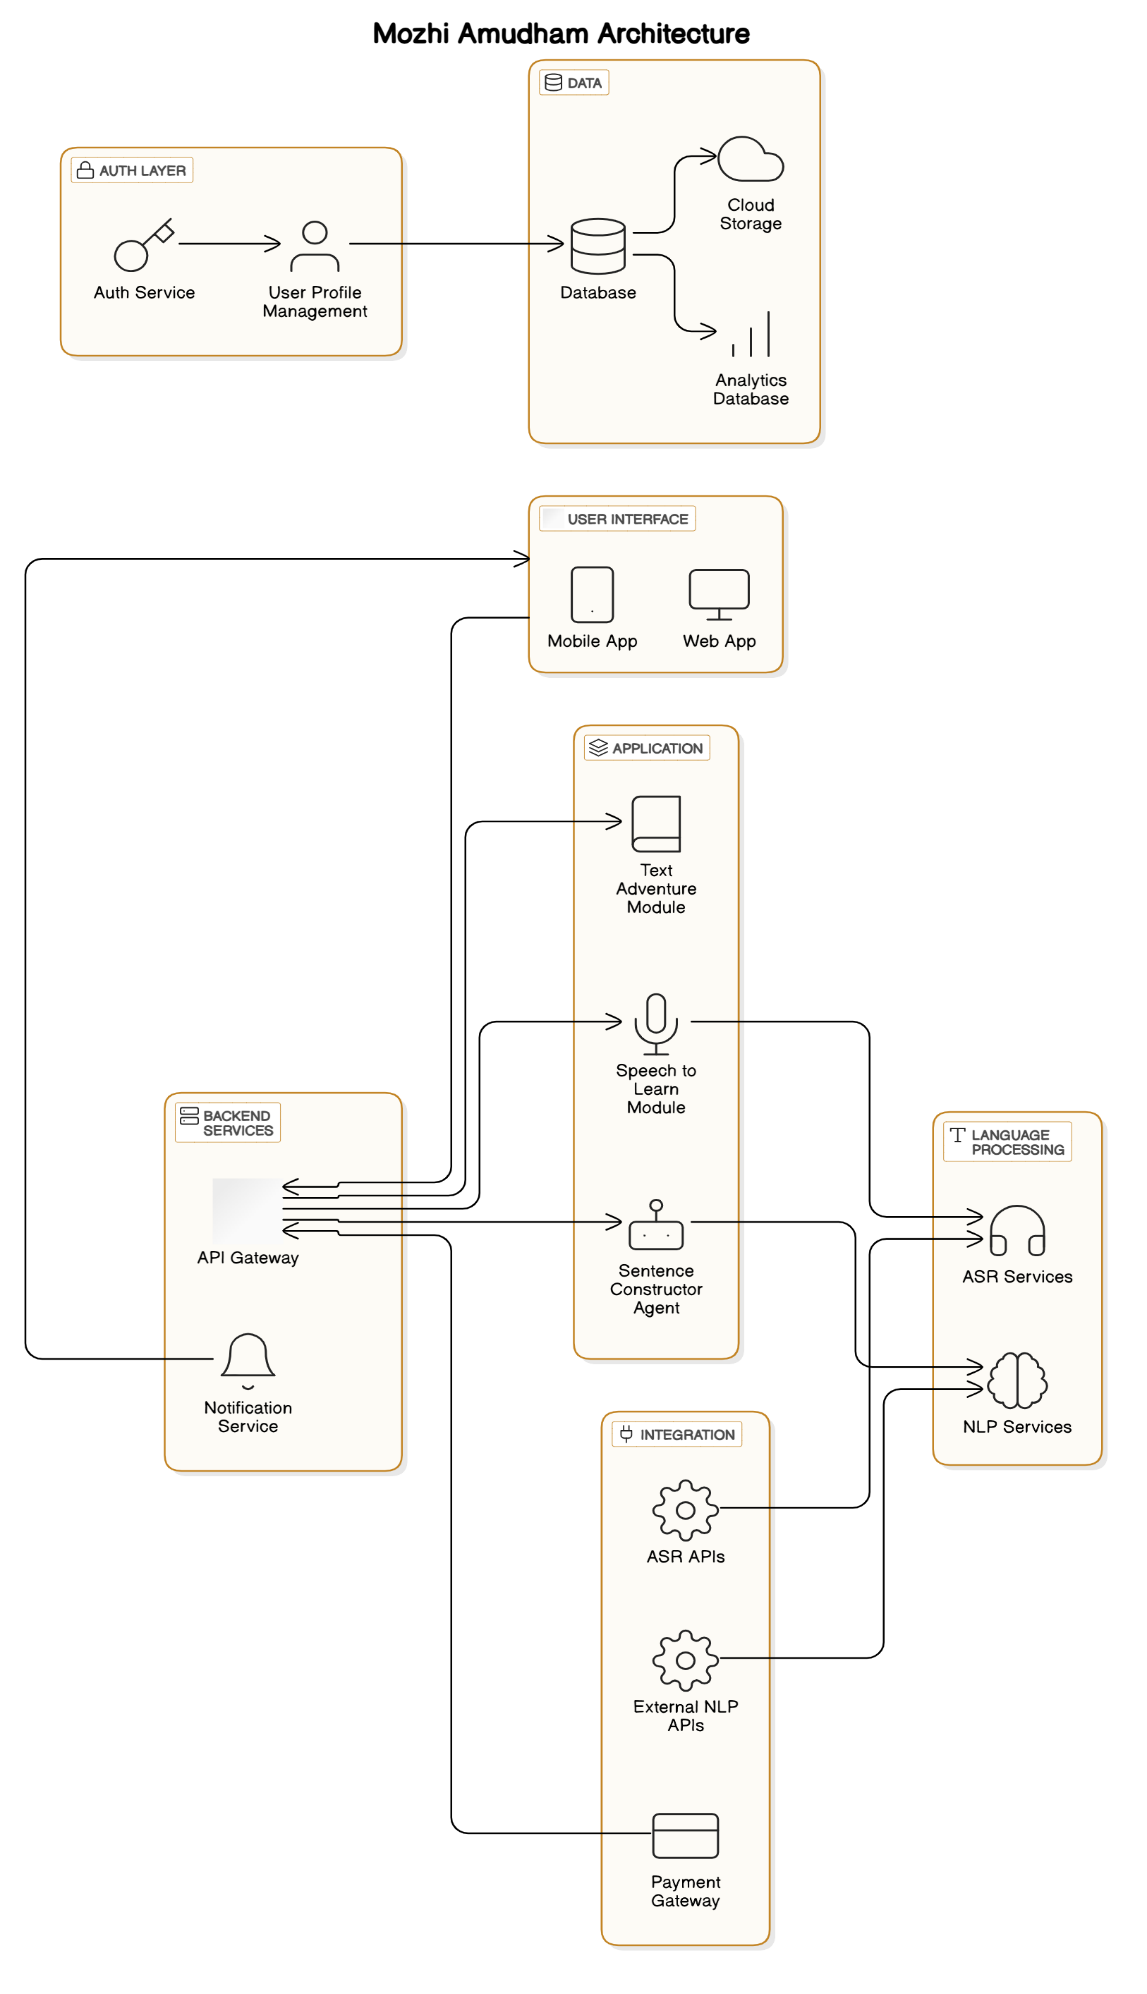 Mozhi Amudham Architecture
DATA
Cloud
Storage
Database
Analytics
Database
AUTH LAYER
Auth Service
User Profile
Management
USER INTERFACE
Mobile App
Web App
APPLICATION
Text
Adventure
Module
Speech to
Learn
Module
Sentence
Constructor
Agent
BACKEND
SERVICES
API Gateway
Notification
Service
LANGUAGE
PROCESSING
ASR Services
NLP Services
INTEGRATION
ASR APIs
External NLP
APIs
Payment
Gateway